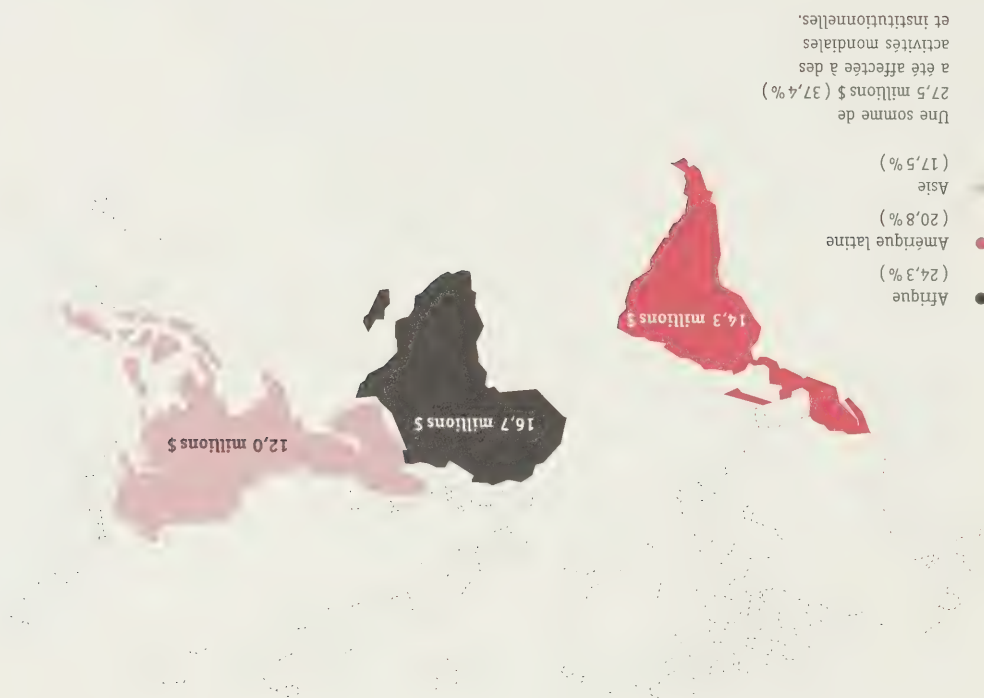 12,0 millions $
16,7 millions $
14,3 millions $
Afrique
( 24,3 % )
Amérique latine
( 20,8 % )
Asie
( 17,5 % )
Une somme de
27,5 millions $ ( 37,4 % )
a été affectée à des
activités mondiales
et institutionnelles.